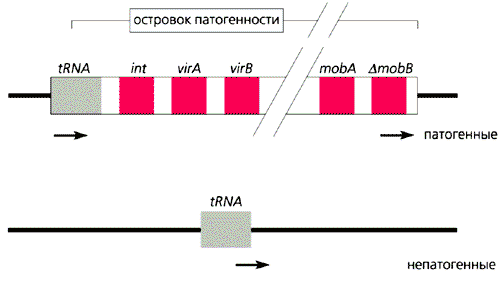 островок патогенности
tRNA int virA virB mobA ΔmobB
патогенные
tRNA
непатогенные